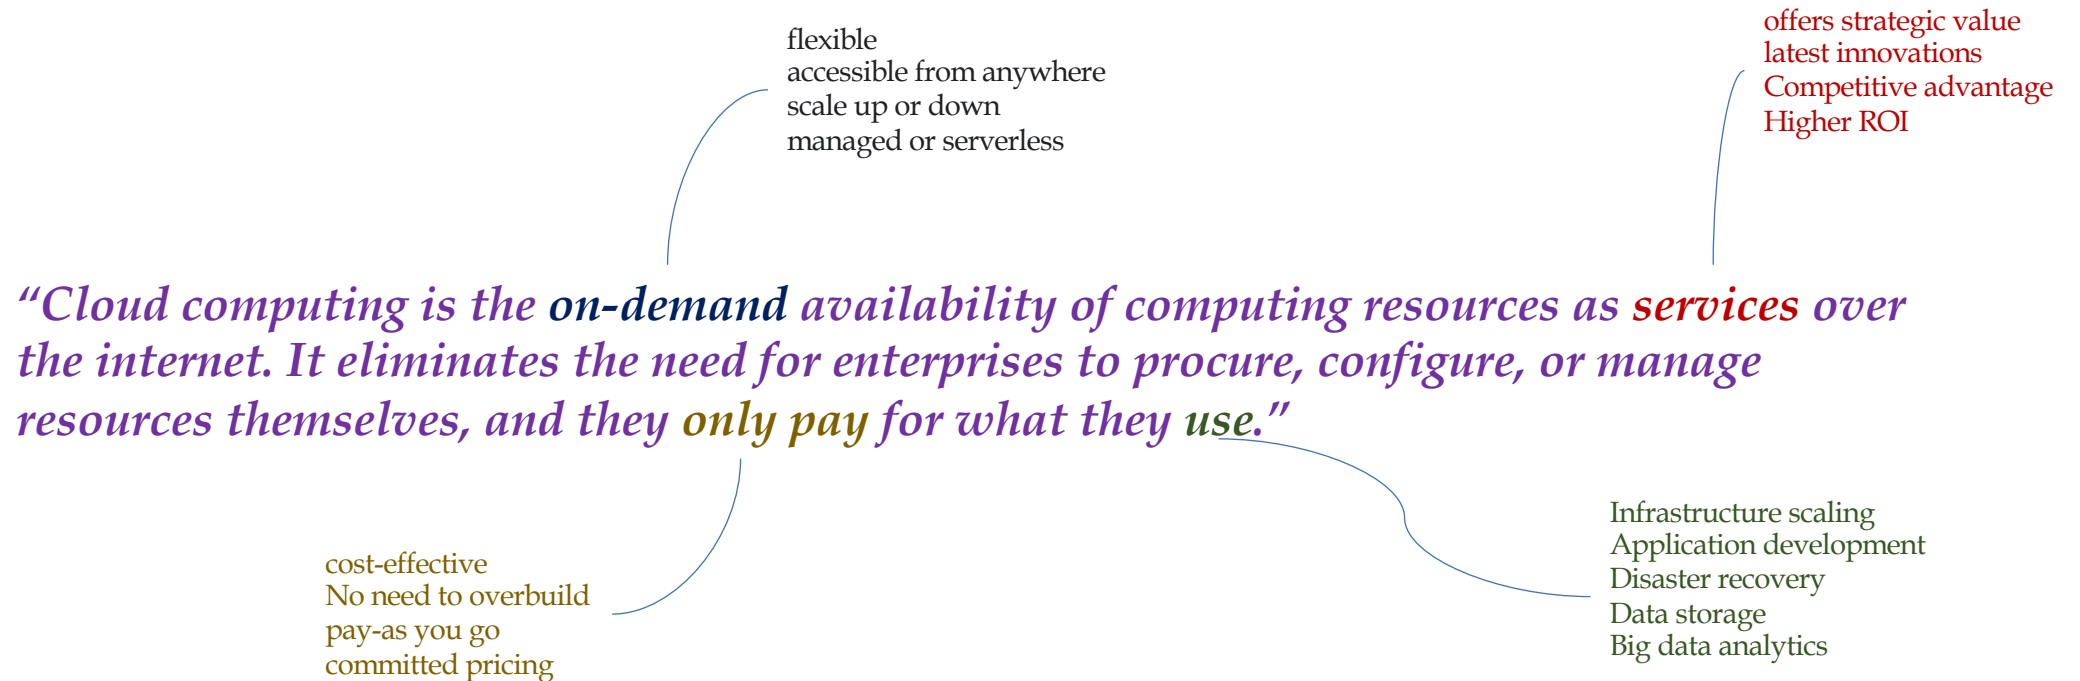 flexible
accessible from anywhere
scale up or down
managed or serverless
offers strategic value
latest innovations
Competitive advantage
Higher ROI
“Cloud computing is the on-demand availability of computing resources as services over
the internet. It eliminates the need for enterprises to procure, configure, or manage
resources themselves, and they only pay for what they use.”
cost-effective
No need to overbuild
pay-as you go
committed pricing
Infrastructure scaling
Application development
Disaster recovery
Data storage
Big data analytics